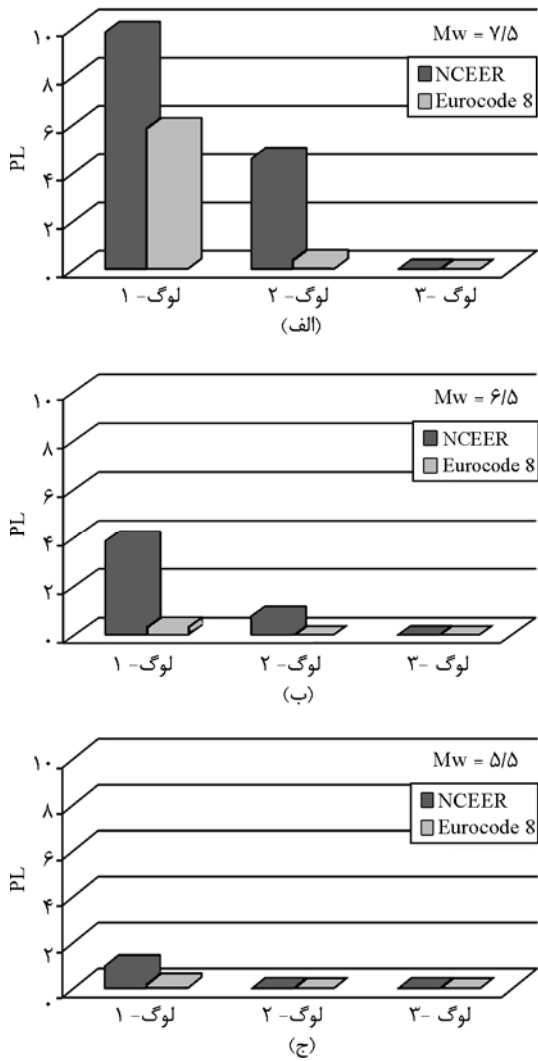 Mw = ۷/۵
NCEER
Eurocode 8
PL
۱۰
۸
۶
۴
۲
۰
لوگ- ۱
لوگ- ۲
لوگ -۳
(الف)
Mw = ۶/۵
NCEER
Eurocode 8
PL
۱۰
۸
۶
۴
۲
۰
لوگ- ۱
لوگ- ۲
لوگ -۳
(ب)
Mw = ۵/۵
NCEER
Eurocode 8
PL
۱۰
۸
۶
۴
۲
۰
لوگ- ۱
لوگ- ۲
لوگ -۳
(ج)